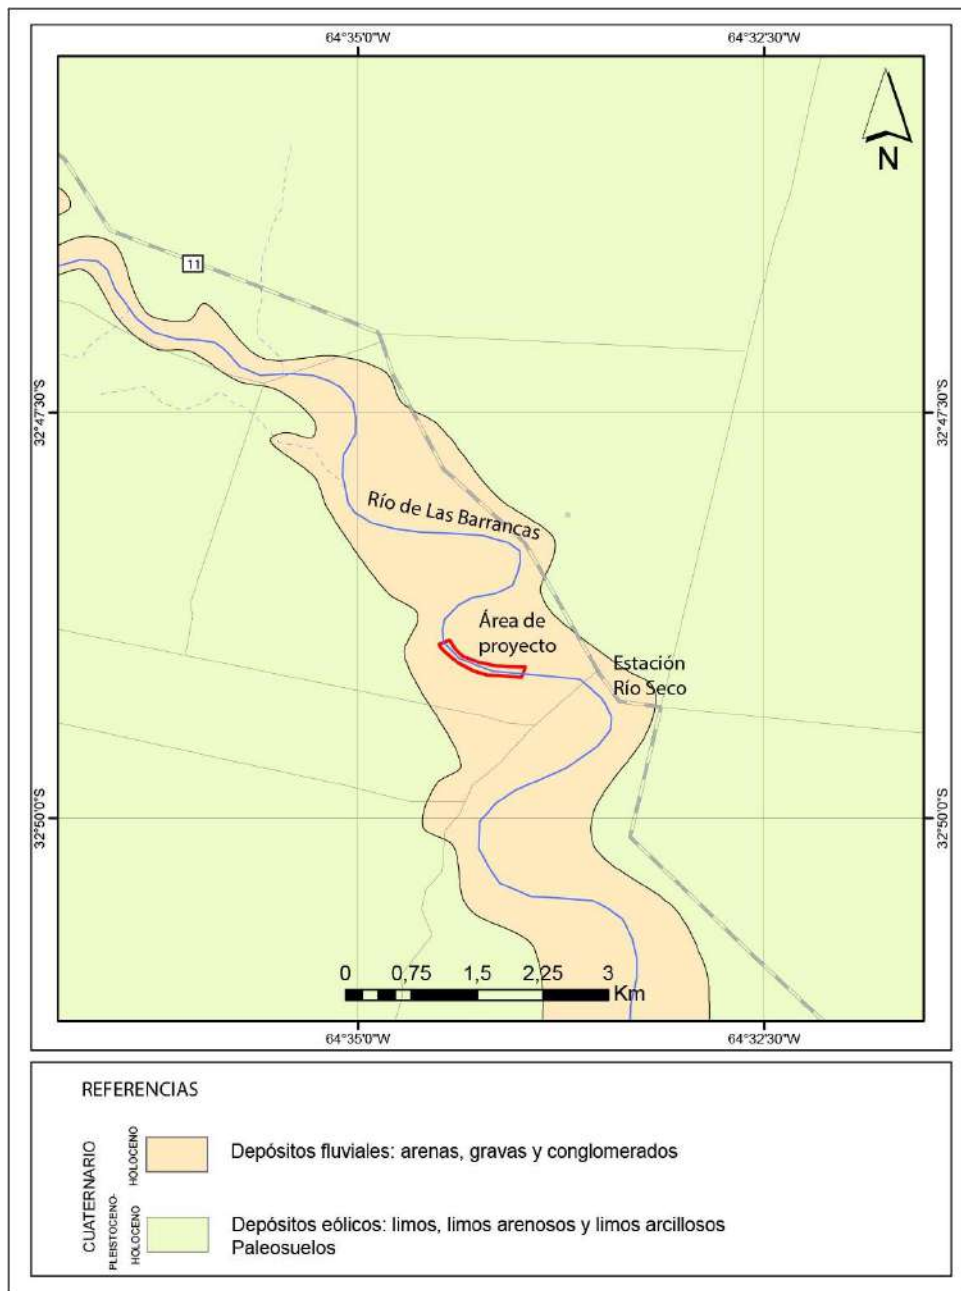 64°35'0"W
64°32'30"W
N
11
32°47'30"S
32°47'30"S
Río de Las Barrancas
Área de
proyecto
Estación
Río Seco
32°50'0"S
32°50'0"S
0 0,75 1,5 2,25 3
Km
64°35'0"W
64°32'30"W
REFERENCIAS
CUATERNARIO
HOLOCENO
Depósitos fluviales: arenas, gravas y conglomerados
PLEISTOCENO-
HOLOCENO
Depósitos eólicos: limos, limos arenosos y limos arcillosos
Paleosuelos